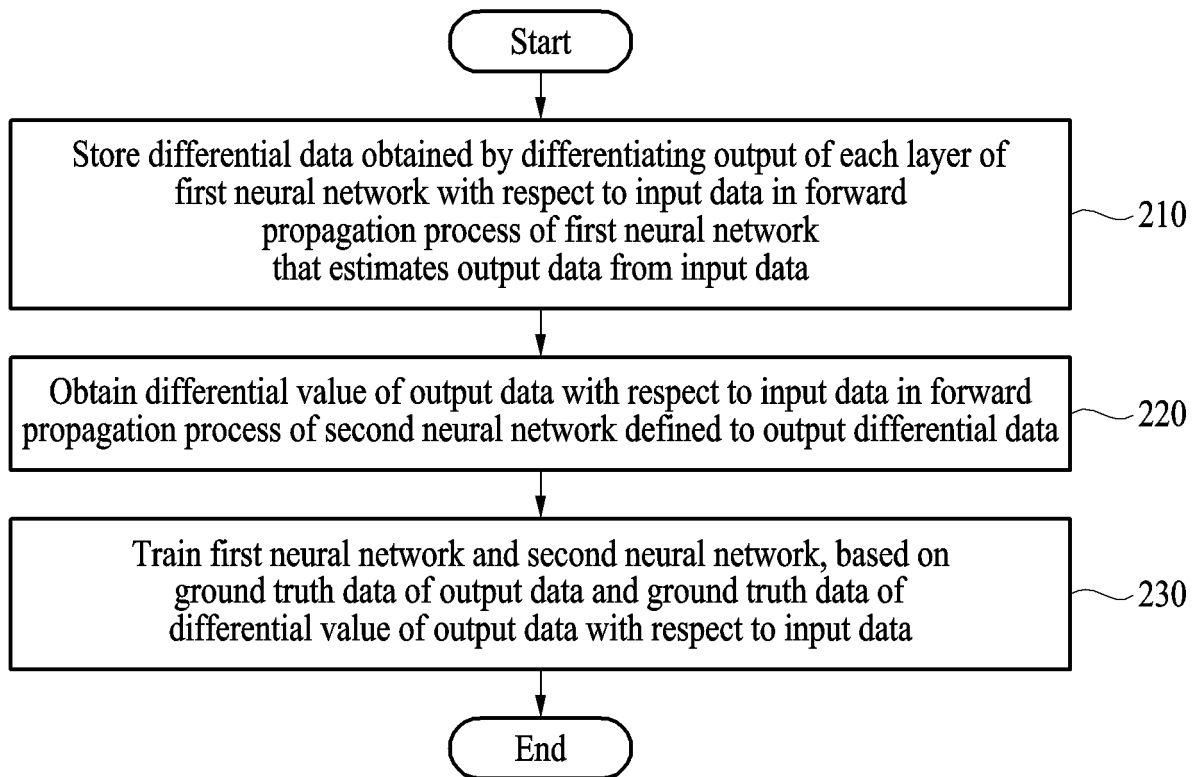 Start
Store differential data obtained by differentiating output of each layer of
first neural network with respect to input data in forward
propagation process of first neural network
that estimates output data from input data
210
Obtain differential value of output data with respect to input data in forward
propagation process of second neural network defined to output differential data
220
Train first neural network and second neural network, based on
ground truth data of output data and ground truth data of
differential value of output data with respect to input data
230
End